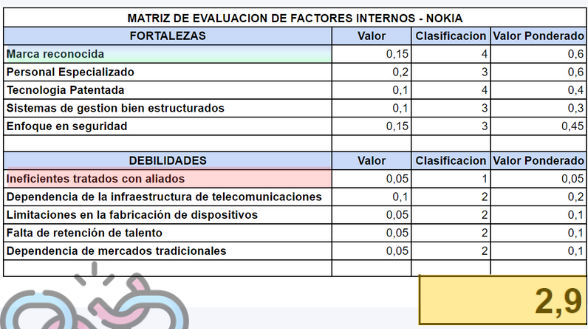 MATRIZ DE EVALUACION DE FACTORES INTERNOS - NOKIA
FORTALEZAS Valor Clasificacion Valor Ponderado
Marca reconocida 0,15 4 0,6
Personal Especializado 0,2 3 0,6
Tecnologia Patentada 0,1 4 0,4
Sistemas de gestion bien estructurados 0,1 3 0,3
Enfoque en seguridad 0,15 3 0,45
DEBILIDADES Valor Clasificacion Valor Ponderado
Ineficientes tratados con aliados 0,05 1 0,05
Dependencia de la infraestructura de telecomunicaciones 0,1 2 0,2
Limitaciones en la fabricación de dispositivos 0,05 2 0,1
Falta de retención de talento 0,05 2 0,1
Dependencia de mercados tradicionales 0,05 2 0,1
2,9